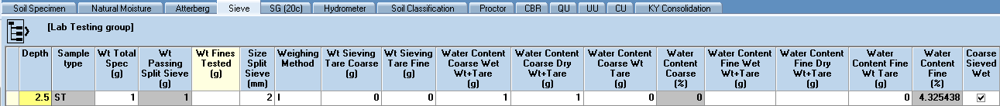 Soil Specimen Natural Moisture Atterberg Sieve SG (20c) Hydrometer Soil Classification Proctor CBR QU UU CU KY Consolidation
[Lab Testing group]
Depth Sample type Wt Total Spec (g) Wt Passing Split Sieve (g) Wt Fines Tested (g) Size Split Sieve (mm) Weighing Method Wt Sieving Tare Coarse (g) Wt Sieving Tare Fine (g) Water Content Coarse Wet Wt+Tare (g) Water Content Coarse Dry Wt+Tare (g) Water Content Coarse Wt Tare (g) Water Content Coarse (%) Water Content Fine Wet Wt+Tare (g) Water Content Fine Dry Wt+Tare (g) Water Content Fine Wt Tare (g) Water Content Fine (%) Coarse Sieved Wet
2.5 ST 1 1 2 I 0 0 1 1 0 0 0 4.325438